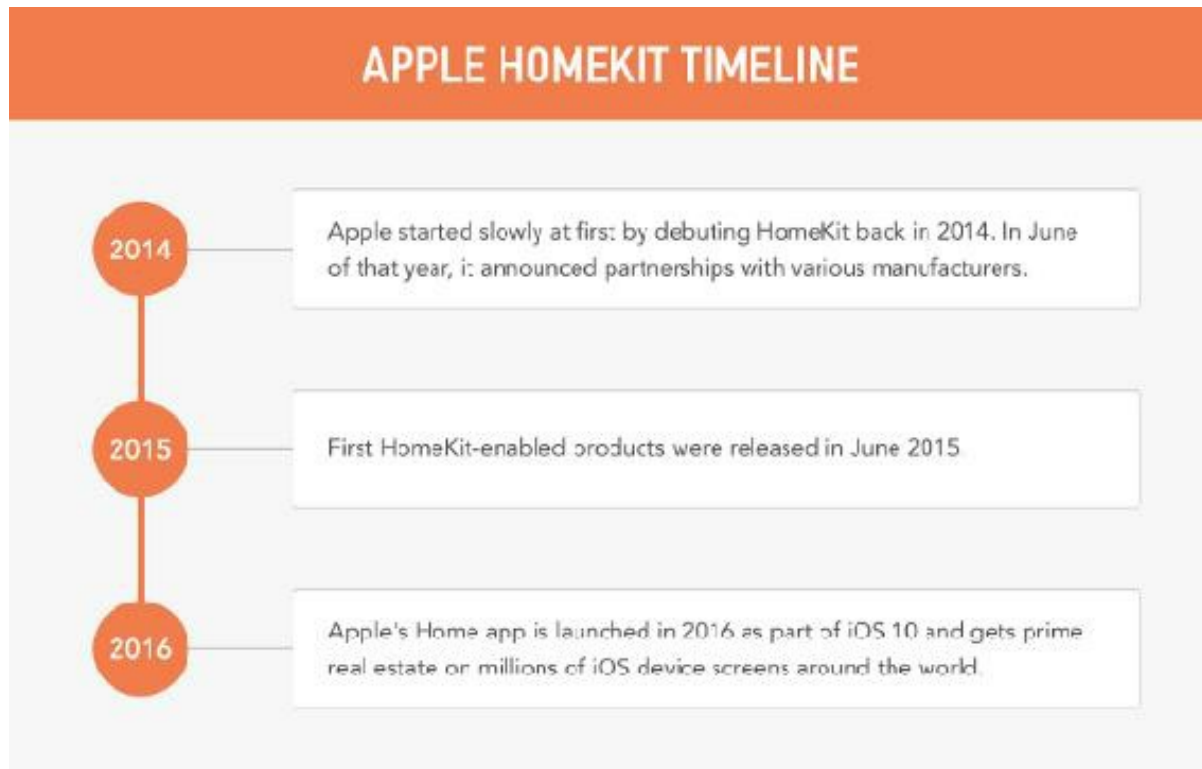 APPLE HOMEKIT TIMELINE
2014
Apple started slowly at first by debuting HomeKit back in 2014. In June
of that year, it announced partnerships with various manufacturers.
2015
First HomeKit-enabled products were released in June 2015
2016
Apple's Home app is launched in 2016 as part of iOS 10 and gets prime
real estate on millions of iOS device screens around the world.